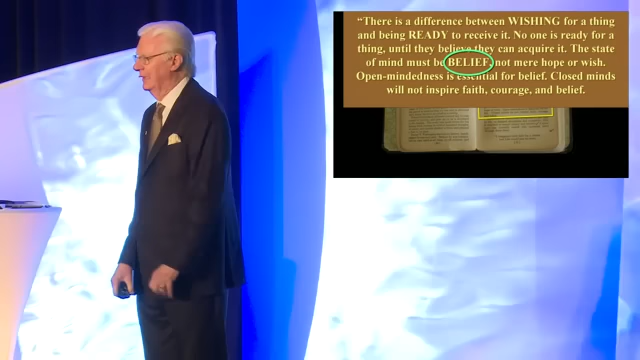 “There is a difference between WISHING for a thing
and being READY to receive it. No one is ready for a
thing, until they believe they can acquire it. The state
of mind must be BELIEF, not mere hope or wish.
Open-mindedness is essential for belief. Closed minds
will not inspire faith, courage, and belief.